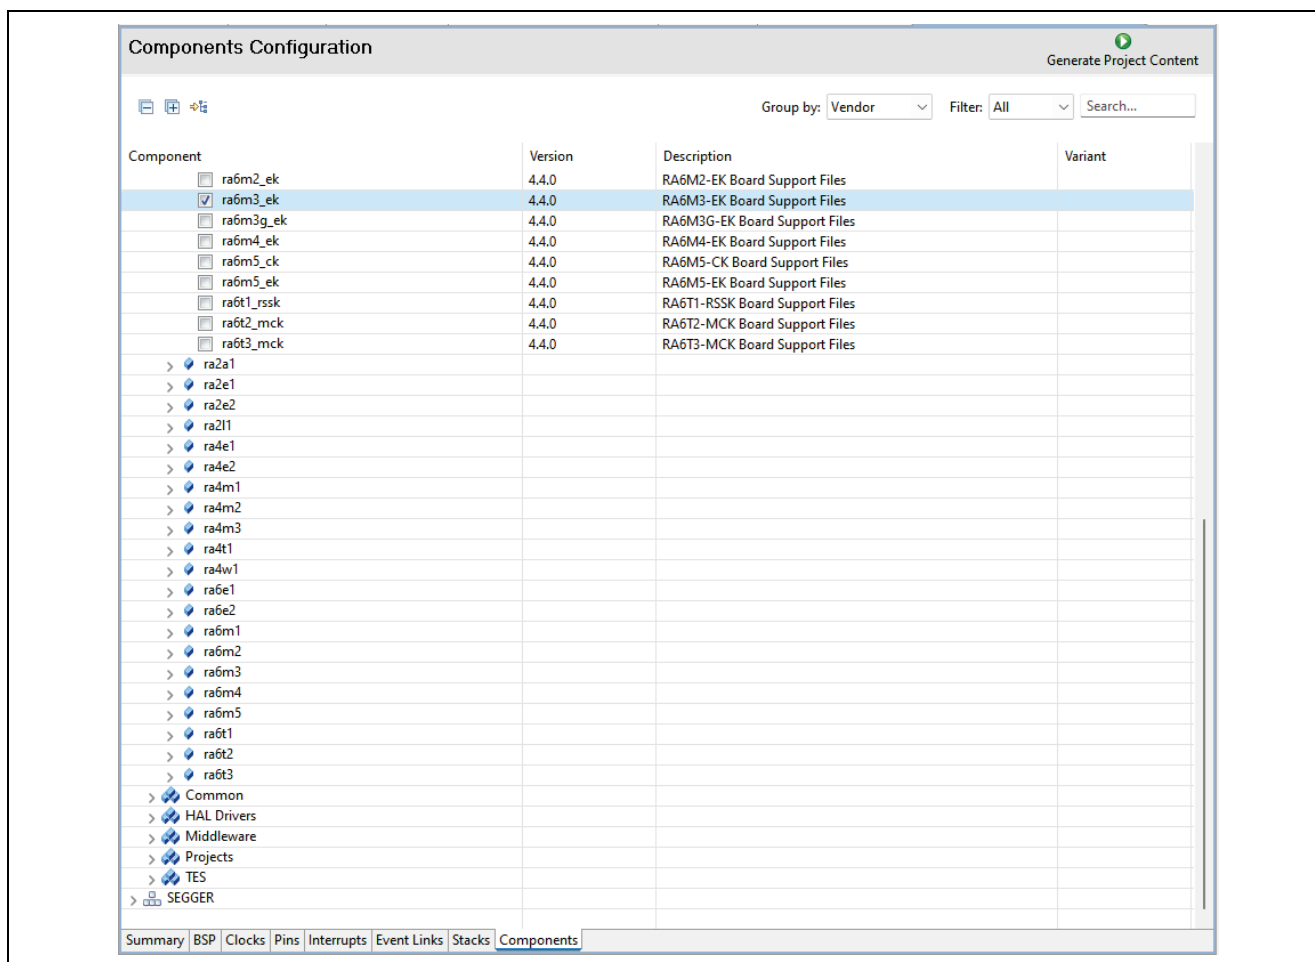 Components Configuration
Generate Project Content
Group by: Vendor Filter: All Search...
Component Version Description Variant
ra6m2_ek 4.4.0 RA6M2-EK Board Support Files
ra6m3_ek 4.4.0 RA6M3-EK Board Support Files
ra6m3g_ek 4.4.0 RA6M3G-EK Board Support Files
ra6m4_ek 4.4.0 RA6M4-EK Board Support Files
ra6m5_ck 4.4.0 RA6M5-CK Board Support Files
ra6m5_ek 4.4.0 RA6M5-EK Board Support Files
ra6t1_rssk 4.4.0 RA6T1-RSSK Board Support Files
ra6t2_mck 4.4.0 RA6T2-MCK Board Support Files
ra6t3_mck 4.4.0 RA6T3-MCK Board Support Files
ra2a1
ra2e1
ra2e2
ra2l1
ra4e1
ra4e2
ra4m1
ra4m2
ra4m3
ra4t1
ra4w1
ra6e1
ra6e2
ra6m1
ra6m2
ra6m3
ra6m4
ra6m5
ra6t1
ra6t2
ra6t3
Common
HAL Drivers
Middleware
Projects
TES
SEGGER
Summary BSP Clocks Pins Interrupts Event Links Stacks Components